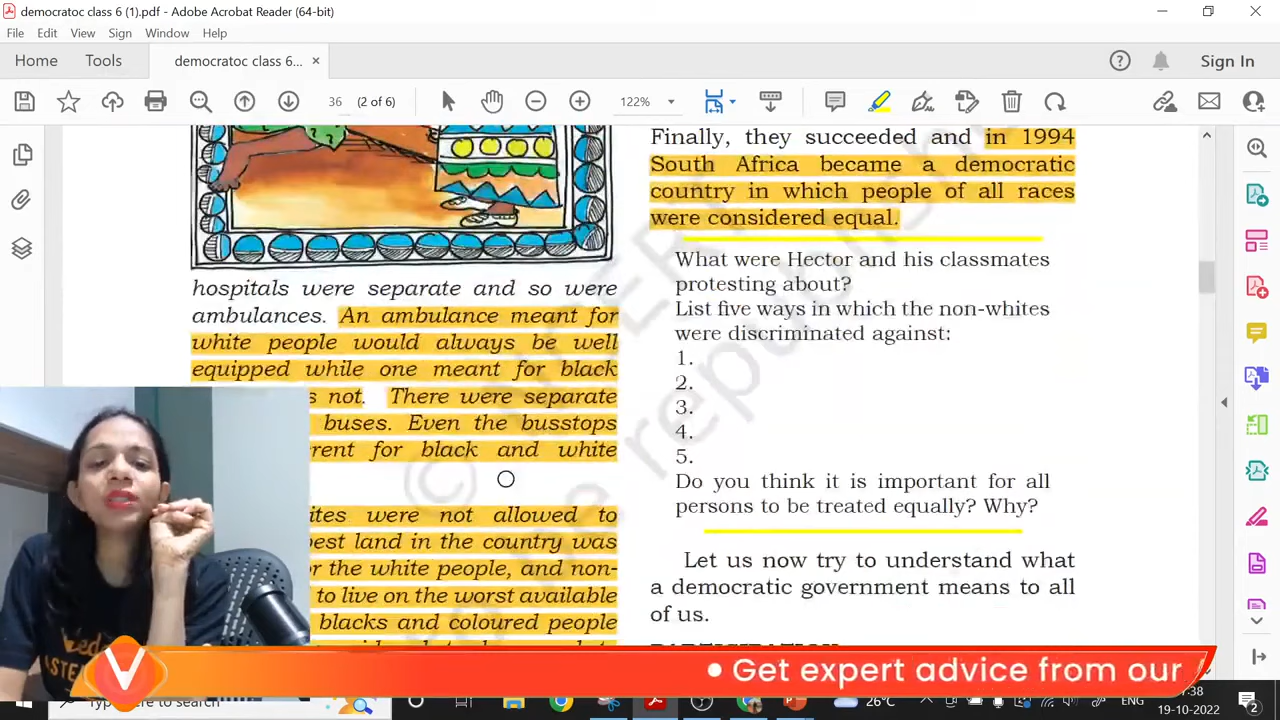 democratoc class 6 (1).pdf - Adobe Acrobat Reader (64-bit)
File Edit View Sign Window Help
Home Tools democratoc class 6... × Sign In
36 (2 of 6) 122%
hospitals were separate and so were
ambulances. An ambulance meant for
white people would always be well
equipped while one meant for black
s not. There were separate
buses. Even the busstops
rent for black and white
ites were not allowed to
best land in the country was
or the white people, and non-
to live on the worst available
blacks and coloured people
Finally, they succeeded and in 1994
South Africa became a democratic
country in which people of all races
were considered equal.
What were Hector and his classmates
protesting about?
List five ways in which the non-whites
were discriminated against:
1.
2.
3.
4.
5.
Do you think it is important for all
persons to be treated equally? Why?
Let us now try to understand what
a democratic government means to all
of us.
V
• Get expert advice from our
Type here to search
26°C ENG
19-10-2022 2